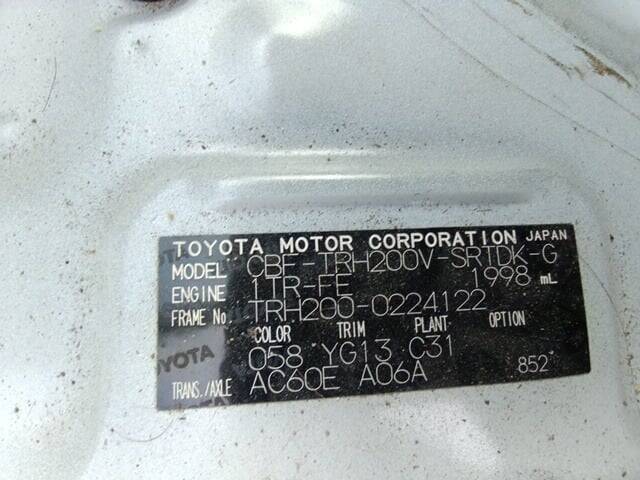 TOYOTA MOTOR CORPORATION JAPAN
MODEL CBF-TRH200V-SRTDK-G
ENGINE 1TR-FE 1998 mL
FRAME No. TRH200-0224122
COLOR TRIM PLANT OPTION
058 YG13 C31
TRANS./AXLE AC60E A06A 852
TOYOTA